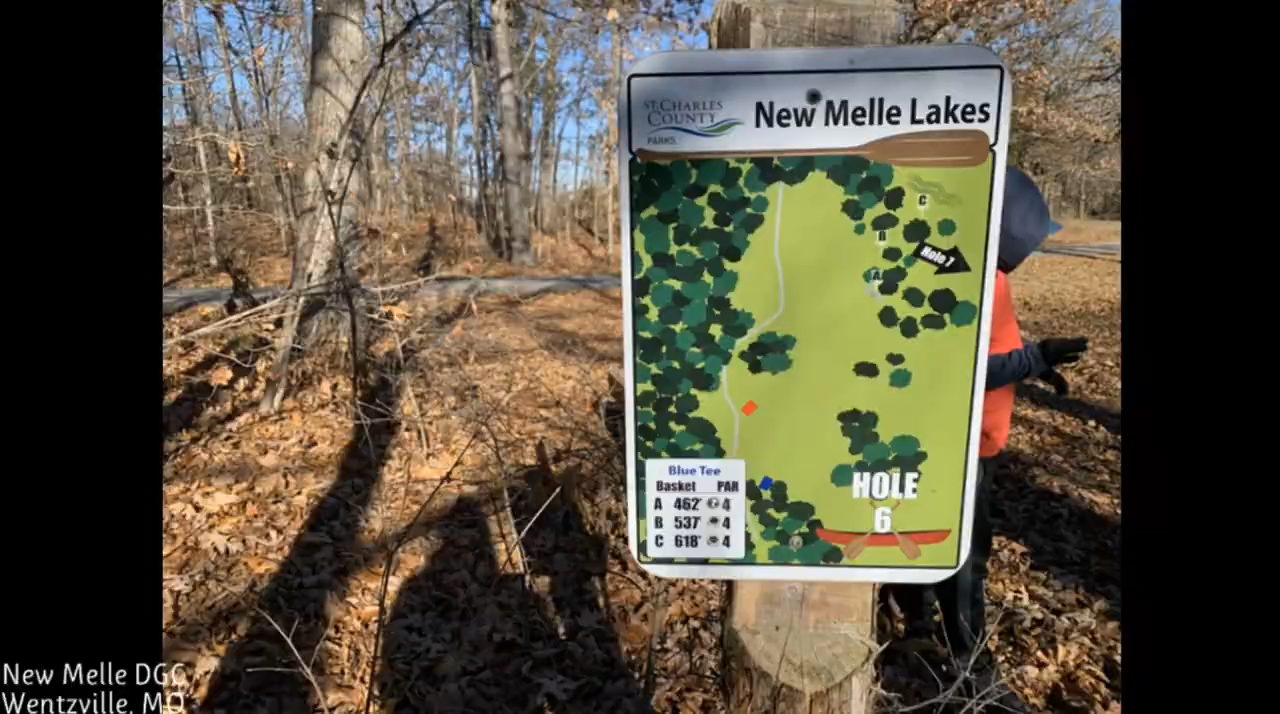 ST. CHARLES
COUNTY
PARKS
New Melle Lakes
C
B
Hole 7
A
Blue Tee
Basket PAR
A 462' 4
B 537' 4
C 618' 4
HOLE
6
New Melle DGC
Wentzville, MO